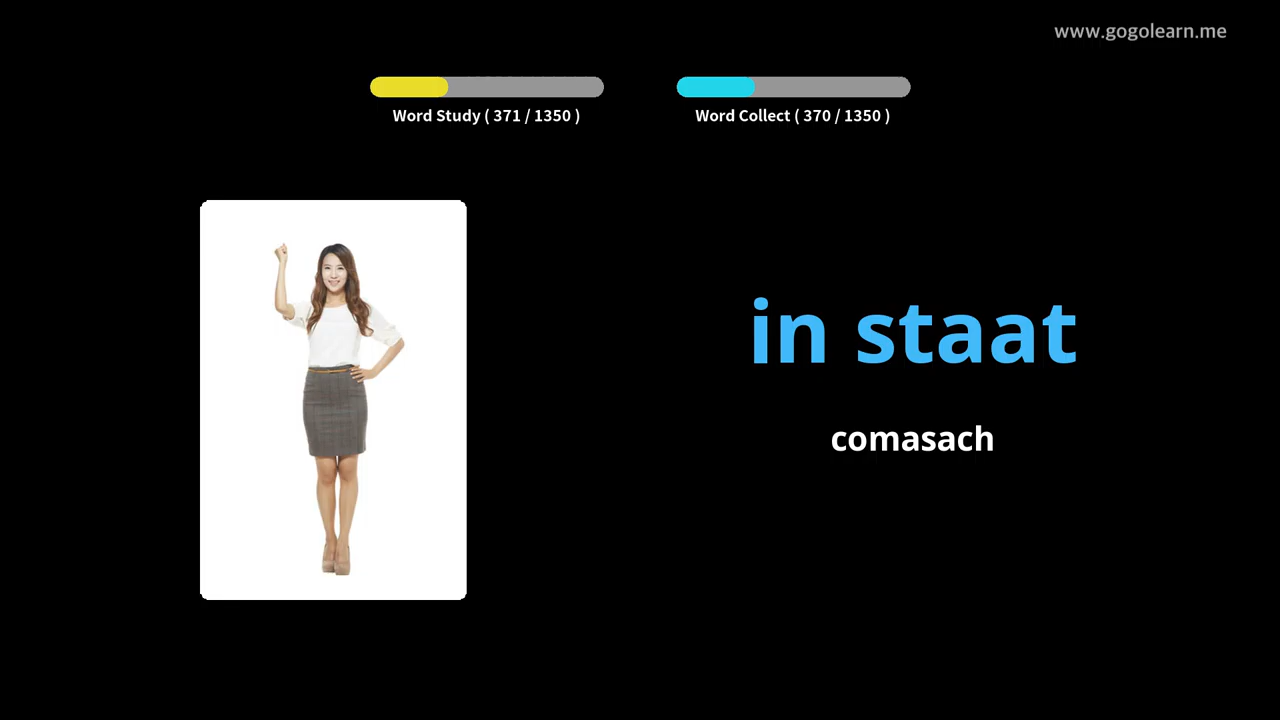 www.gogolearn.me
Word Study ( 371 / 1350 )
Word Collect ( 370 / 1350 )
in staat
comasach